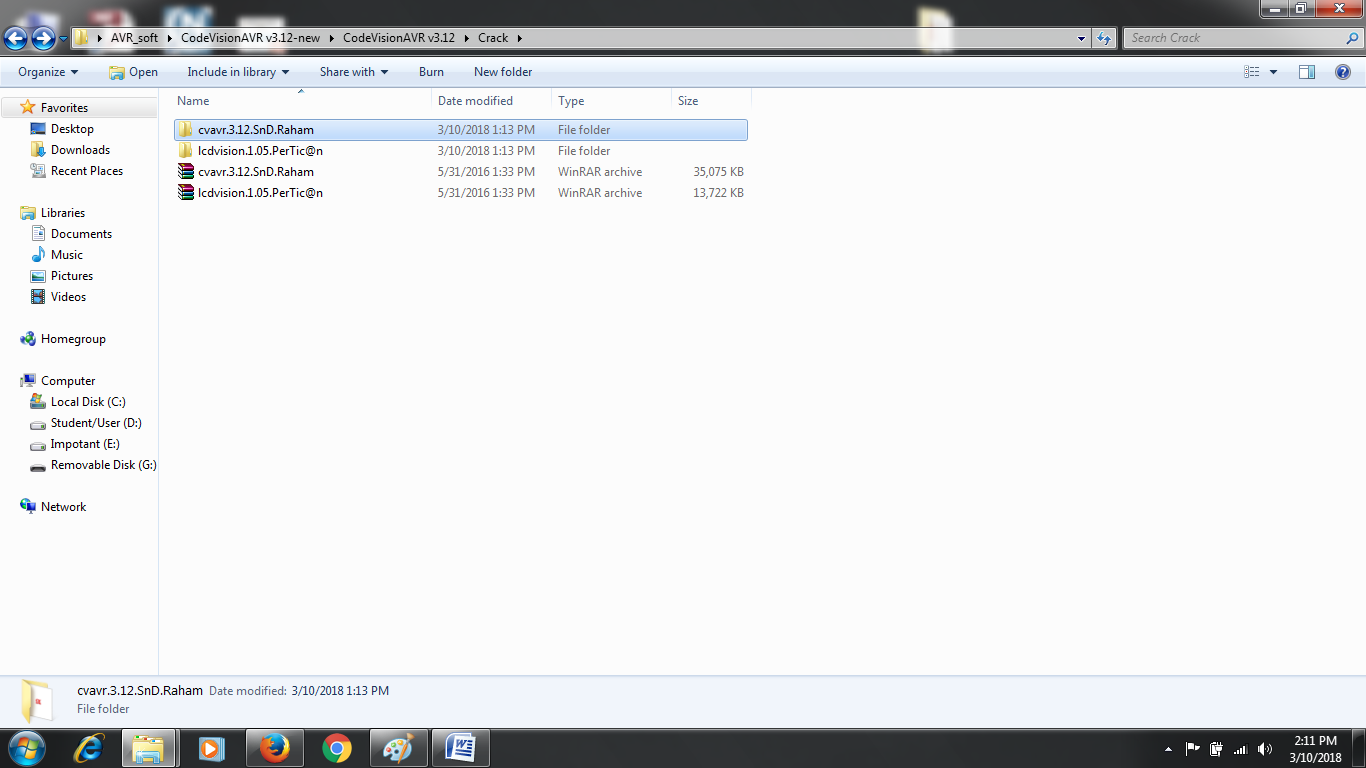 AVR_soft CodeVisionAVR v3.12-new CodeVisionAVR v3.12 Crack Search Crack
Organize Open Include in library Share with Burn New folder
Name Date modified Type Size
cvavr.3.12.SnD.Raham 3/10/2018 1:13 PM File folder
lcdvision.1.05.PerTic@n 3/10/2018 1:13 PM File folder
cvavr.3.12.SnD.Raham 5/31/2016 1:33 PM WinRAR archive 35,075 KB
lcdvision.1.05.PerTic@n 5/31/2016 1:33 PM WinRAR archive 13,722 KB
Favorites
Desktop
Downloads
Recent Places
Libraries
Documents
Music
Pictures
Videos
Homegroup
Computer
Local Disk (C:)
Student/User (D:)
Impotant (E:)
Removable Disk (G:)
Network
cvavr.3.12.SnD.Raham Date modified: 3/10/2018 1:13 PM
File folder
2:11 PM
3/10/2018